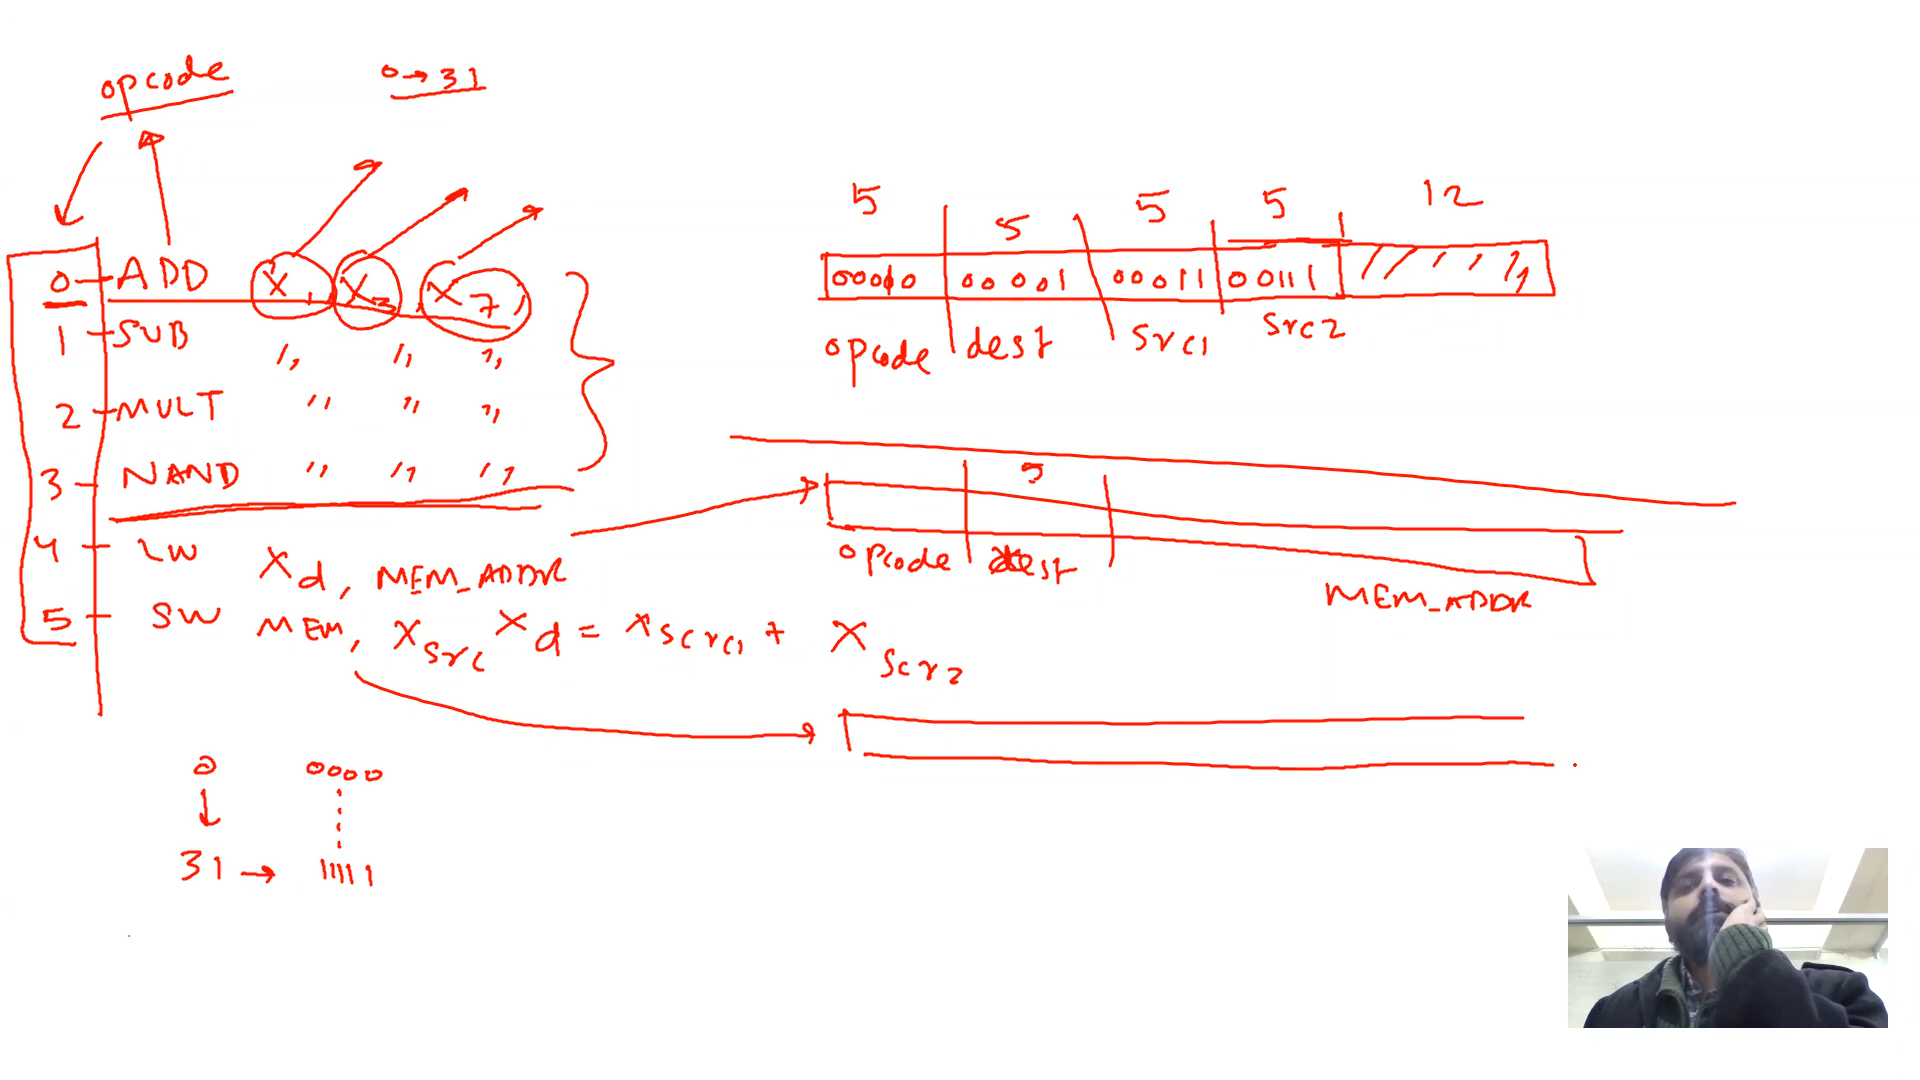 opcode
0→31
0 ADD X1, X3, X7,
1 SUB " " "
2 MULT " " "
3 NAND " " "
4 LW Xd, MEM_ADDR
5 SW MEM, Xsrc
Xd = Xscrc1 + Xscr2
0 0000
31 → 11111
5 5 5 5 12
00010 00001 00011 00111
opcode dest src1 src2
5
opcode dest MEM_ADDR